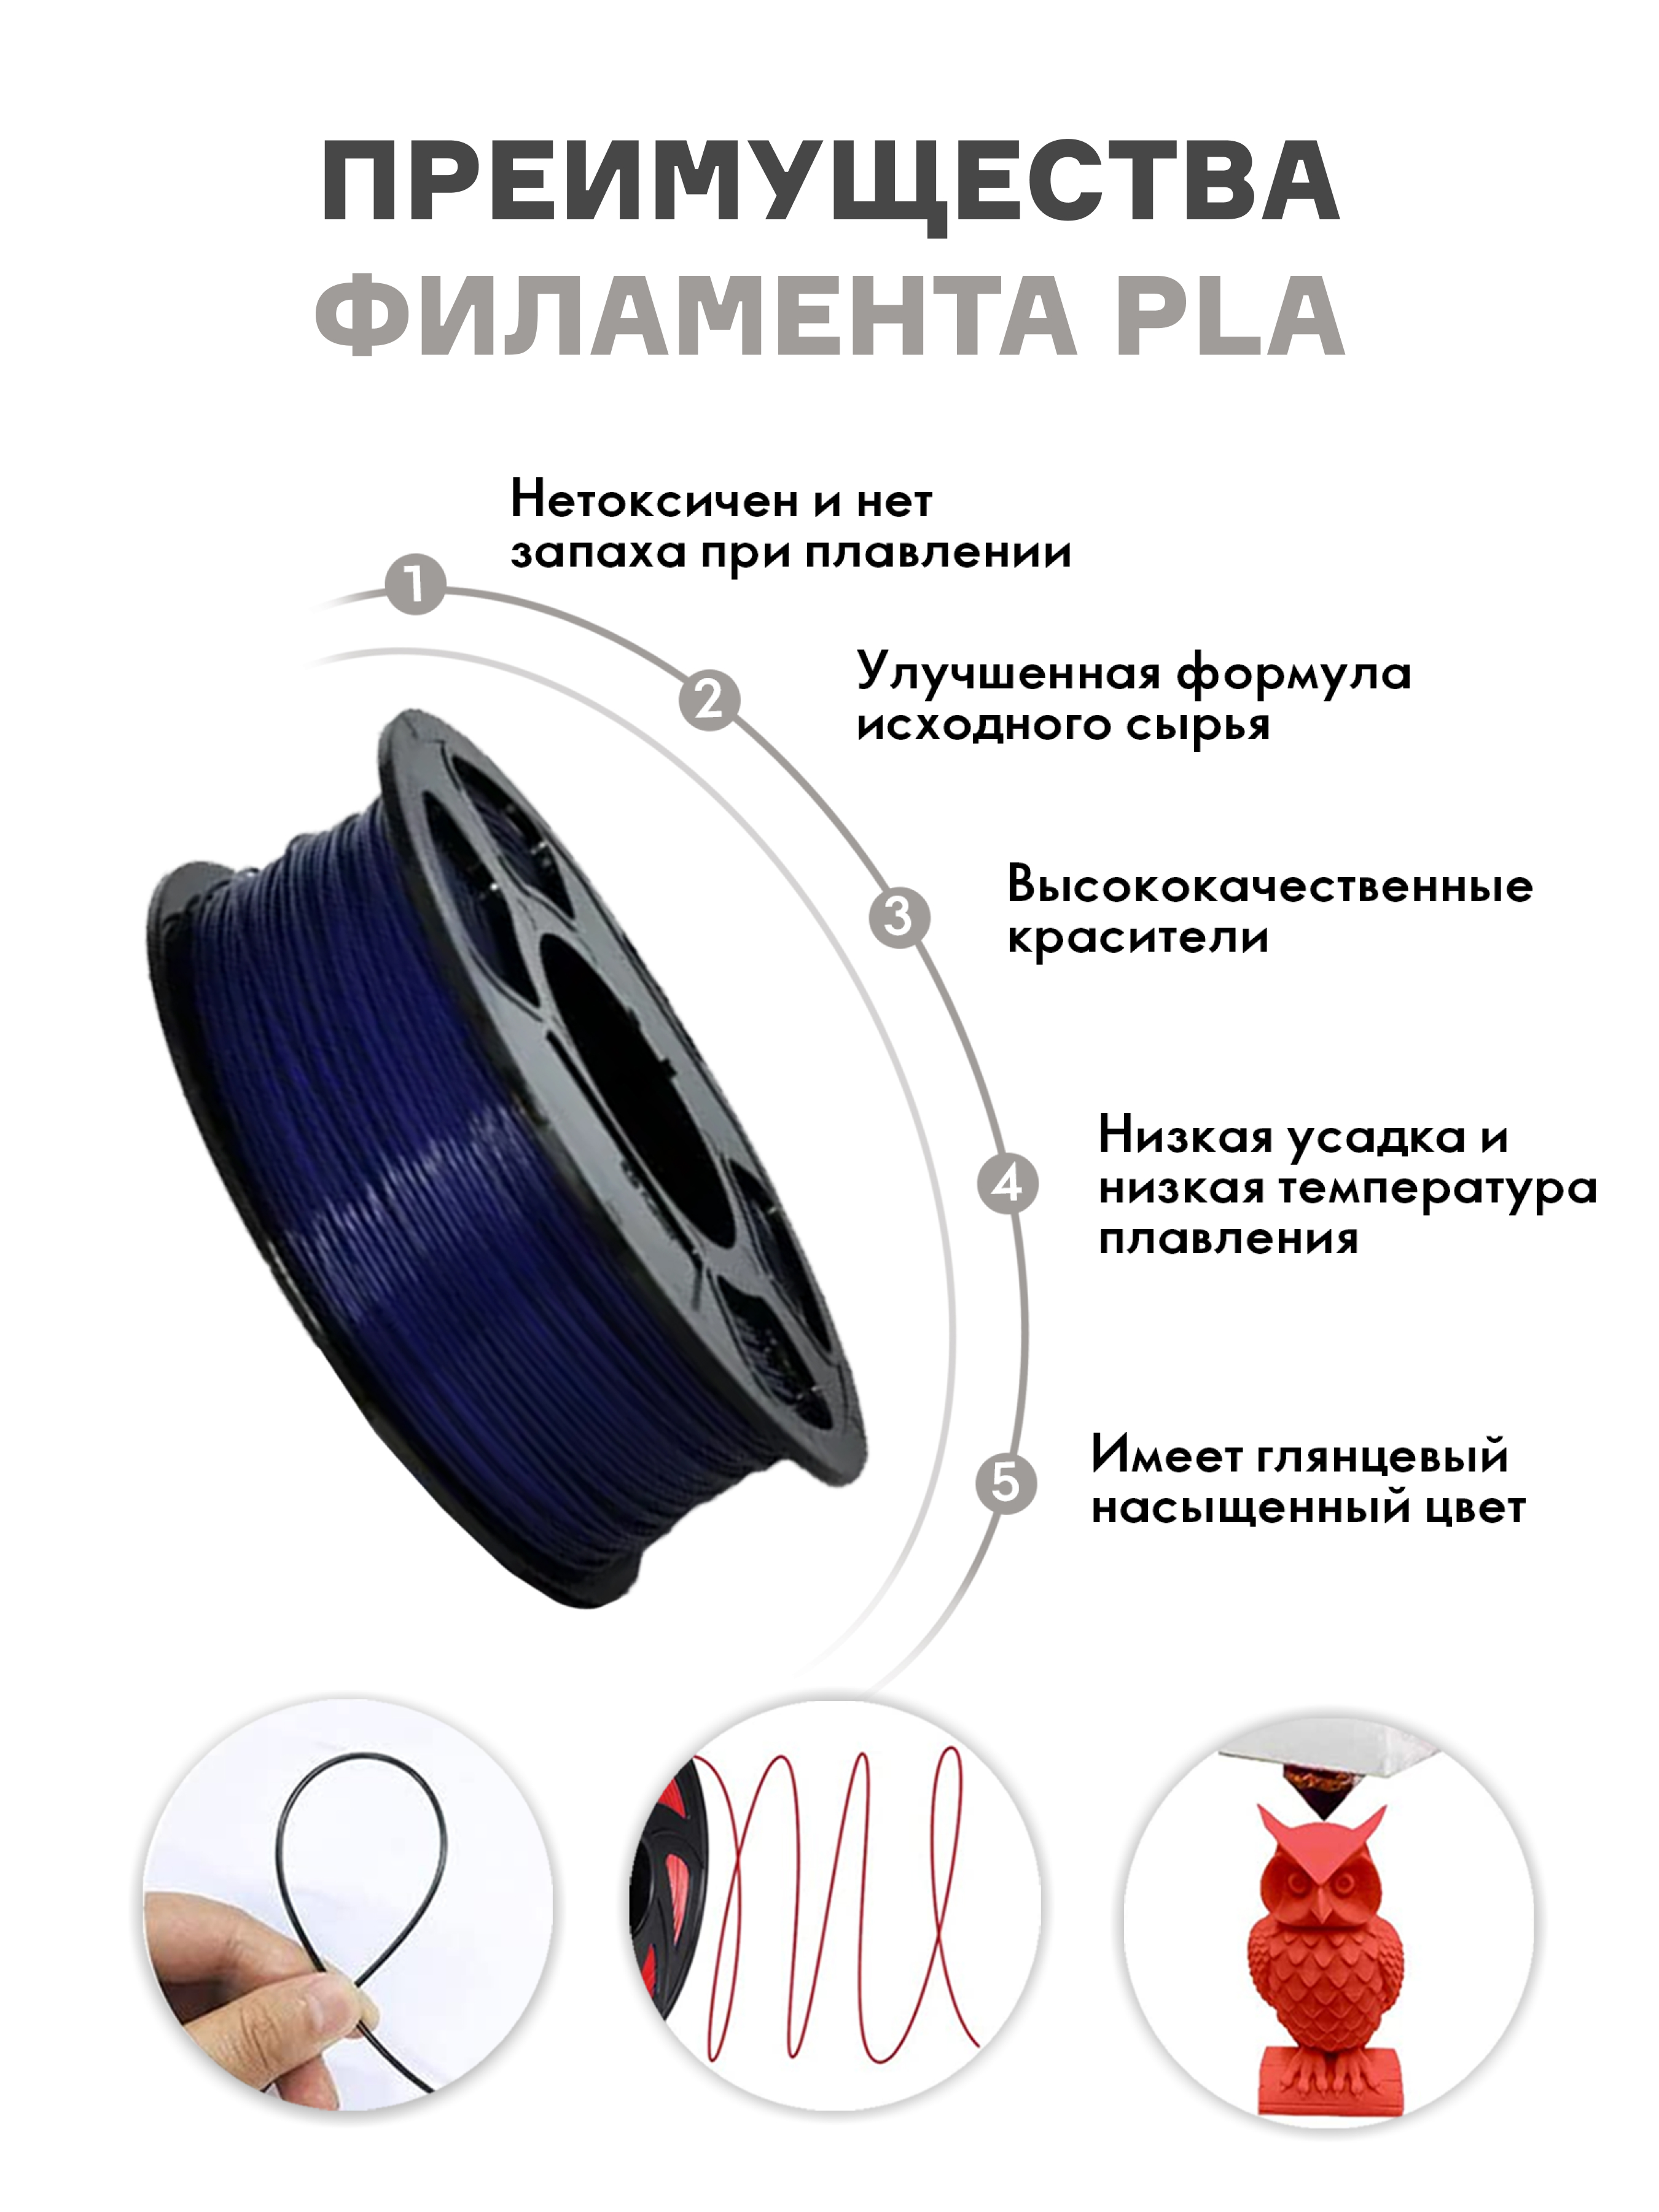 ПРЕИМУЩЕСТВА
ФИЛАМЕНТА PLA
1
Нетоксичен и нет
запаха при плавлении
2
Улучшенная формула
исходного сырья
3
Высококачественные
красители
4
Низкая усадка и
низкая температура
плавления
5
Имеет глянцевый
насыщенный цвет